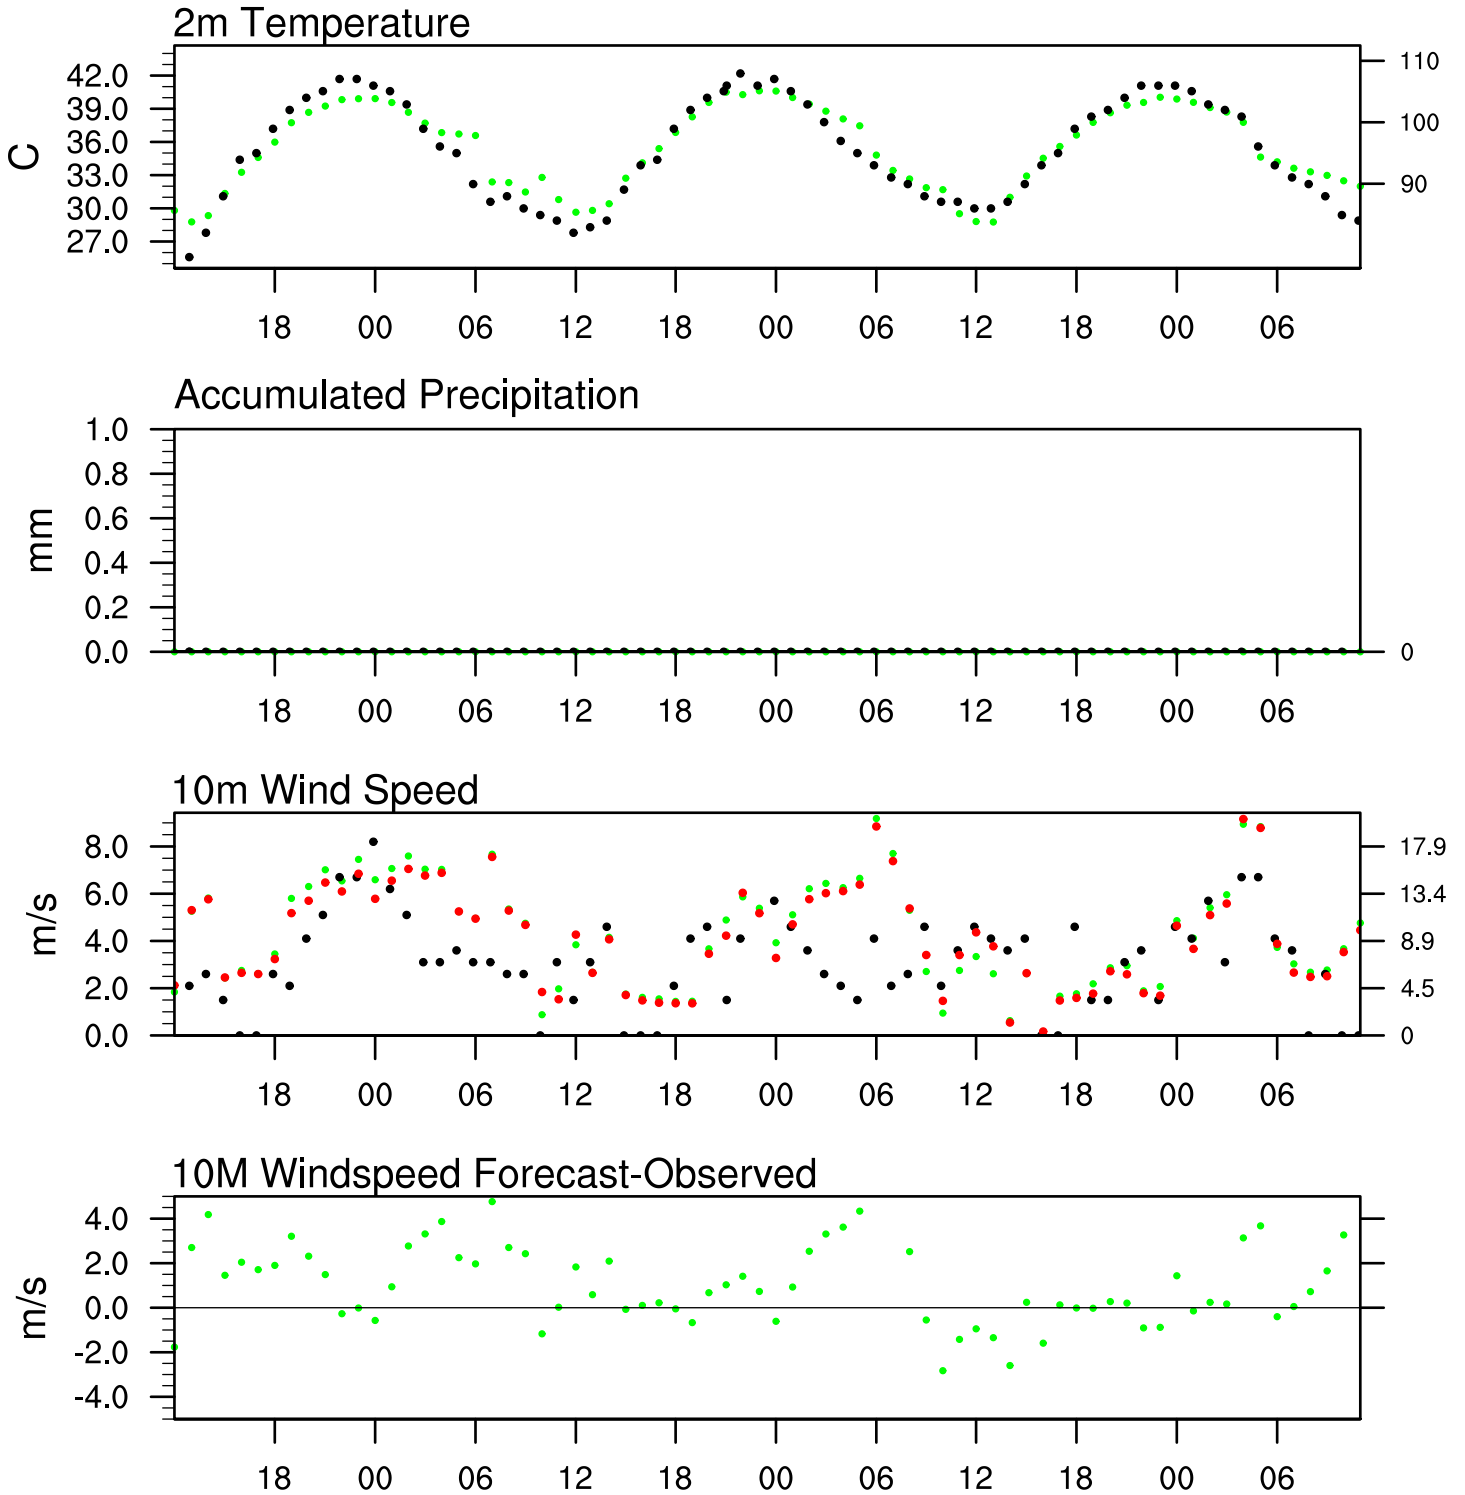 2m Temperature
42.0 110
39.0
36.0 100
33.0
30.0 90
27.0
C
18 00 06 12 18 00 06 12 18 00 06
Accumulated Precipitation
1.0
0.8
0.6
0.4
0.2
0.0 0
mm
18 00 06 12 18 00 06 12 18 00 06
10m Wind Speed
8.0 17.9
6.0 13.4
4.0 8.9
2.0 4.5
0.0 0
m/s
18 00 06 12 18 00 06 12 18 00 06
10M Windspeed Forecast-Observed
4.0
2.0
0.0
-2.0
-4.0
m/s
18 00 06 12 18 00 06 12 18 00 06